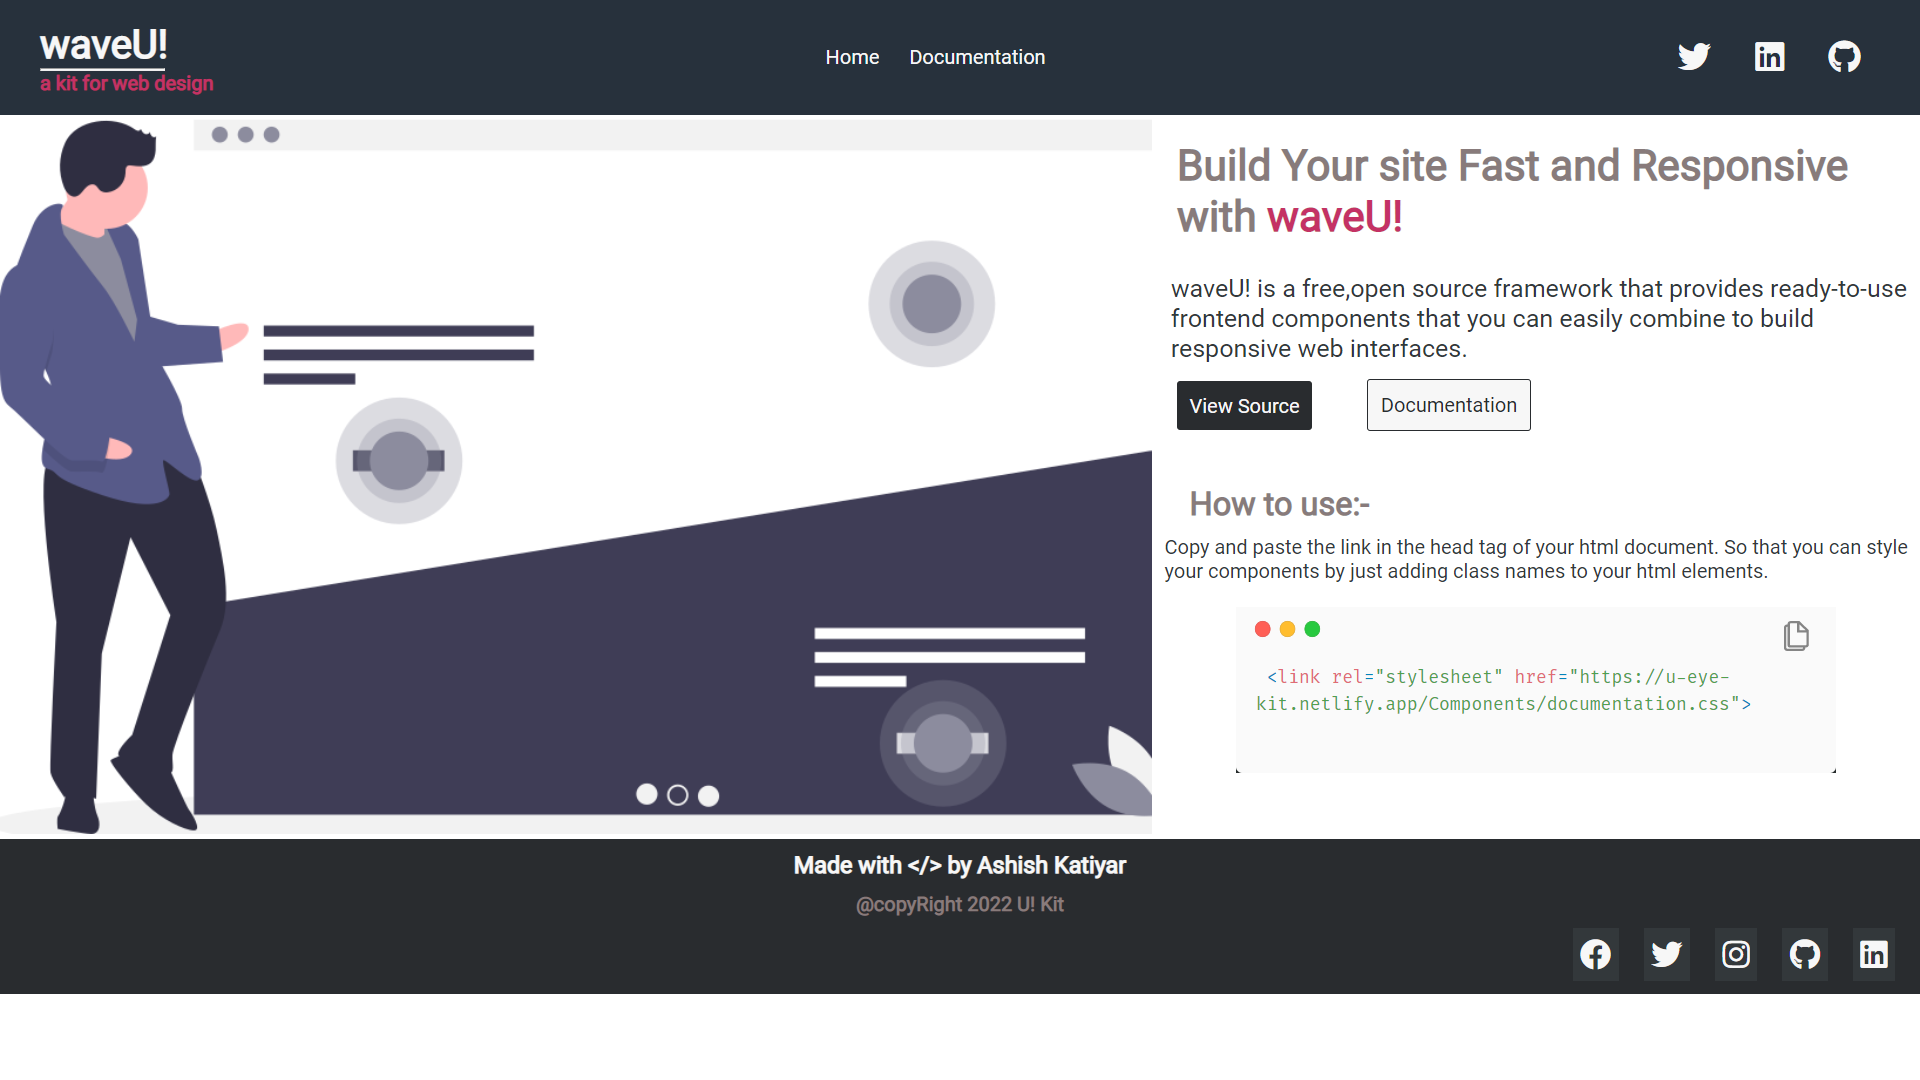 waveU!
a kit for web design
Home
Documentation
Build Your site Fast and Responsive
with waveU!
waveU! is a free,open source framework that provides ready-to-use
frontend components that you can easily combine to build
responsive web interfaces.
View Source
Documentation
How to use:-
Copy and paste the link in the head tag of your html document. So that you can style
your components by just adding class names to your html elements.
<link rel="stylesheet" href="https://u-eye-
kit.netlify.app/Components/documentation.css">
Made with </> by Ashish Katiyar
@copyRight 2022 U! Kit